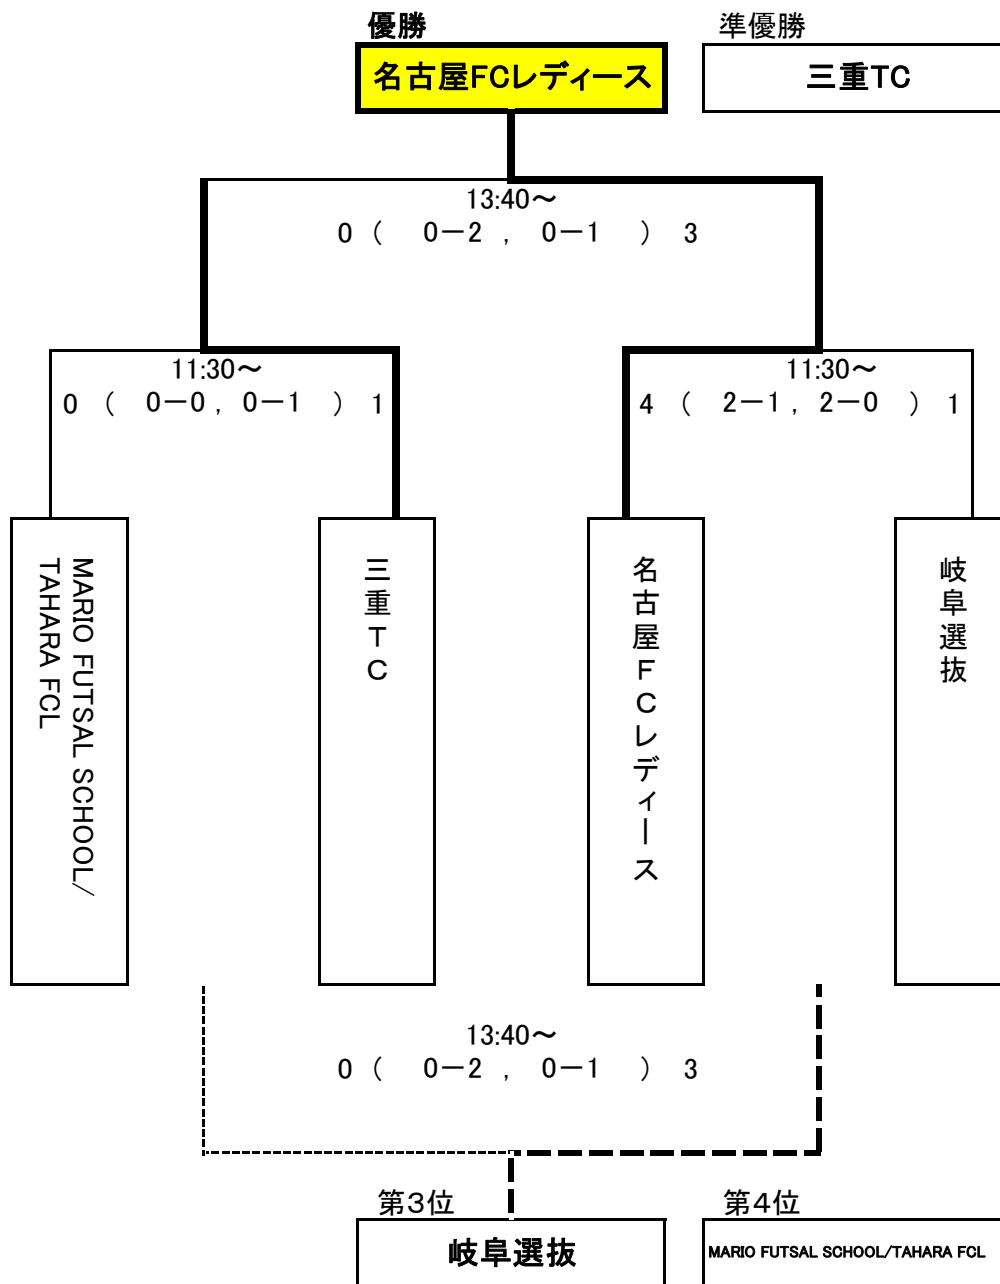 優勝
準優勝
名古屋FCレディース
三重TC
13:40～
0 ( 0－2 , 0－1 ) 3
11:30～
0 ( 0－0 , 0－1 ) 1
11:30～
4 ( 2－1 , 2－0 ) 1
MARIO FUTSAL SCHOOL/
TAHARA FCL
三重TC
名古屋FCレディース
岐阜選抜
13:40～
0 ( 0－2 , 0－1 ) 3
第3位
第4位
岐阜選抜
MARIO FUTSAL SCHOOL/TAHARA FCL